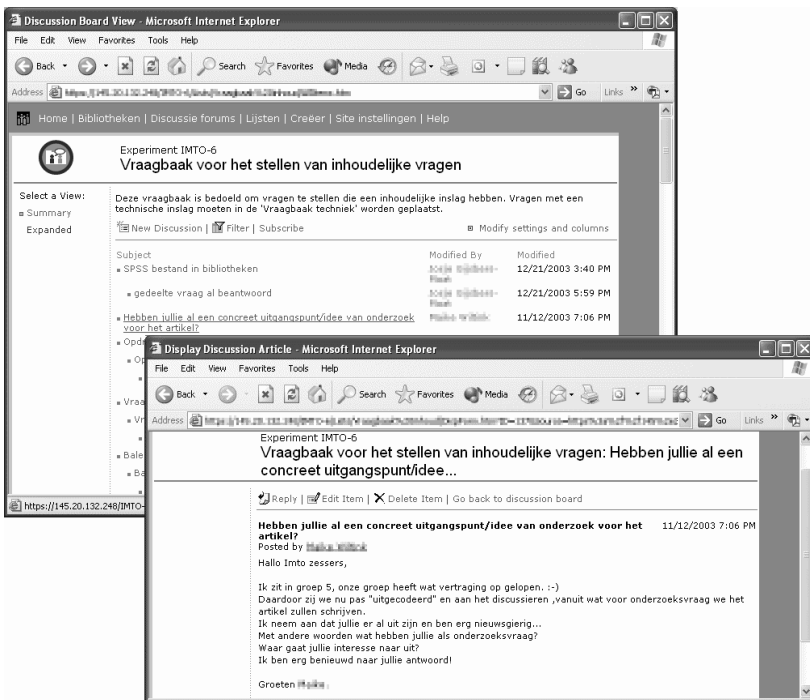 Discussion Board View - Microsoft Internet Explorer
File Edit View Favorites Tools Help
Back Search Favorites Media
Address Go Links »
Home | Bibliotheken | Discussie forums | Lijsten | Creëer | Site instellingen | Help
Experiment IMTO-6
Vraagbaak voor het stellen van inhoudelijke vragen
Select a View:
Summary
Expanded
Deze vraagbaak is bedoeld om vragen te stellen die een inhoudelijke inslag hebben. Vragen met een
technische inslag moeten in de 'Vraagbaak techniek' worden geplaatst.
New Discussion | Filter | Subscribe Modify settings and columns
Subject Modified By Modified
SPSS bestand in bibliotheken 12/21/2003 3:40 PM
gedeelte vraag al beantwoord 12/21/2003 5:59 PM
Hebben jullie al een concreet uitgangspunt/idee van onderzoek 11/12/2003 7:06 PM
voor het artikel?
Opdr
Op
Vraa
Vr
Bale
Ba
https://145.20.132.248/IMTO-
Display Discussion Article - Microsoft Internet Explorer
File Edit View Favorites Tools Help
Back Search Favorites Media
Address Go Links »
Experiment IMTO-6
Vraagbaak voor het stellen van inhoudelijke vragen: Hebben jullie al een
concreet uitgangspunt/idee...
Reply | Edit Item | Delete Item | Go back to discussion board
Hebben jullie al een concreet uitgangspunt/idee van onderzoek voor het 11/12/2003 7:06 PM
artikel?
Posted by
Hallo Imto zessers,
Ik zit in groep 5, onze groep heeft wat vertraging op gelopen. :-)
Daardoor zij we nu pas "uitgecodeerd" en aan het discussieren ,vanuit wat voor onderzoeksvraag we het
artikel zullen schrijven.
Ik neem aan dat jullie er al uit zijn en ben erg nieuwsgierig...
Met andere woorden wat hebben jullie als onderzoeksvraag?
Waar gaat jullie interesse naar uit?
Ik ben erg benieuwd naar jullie antwoord!
Groeten